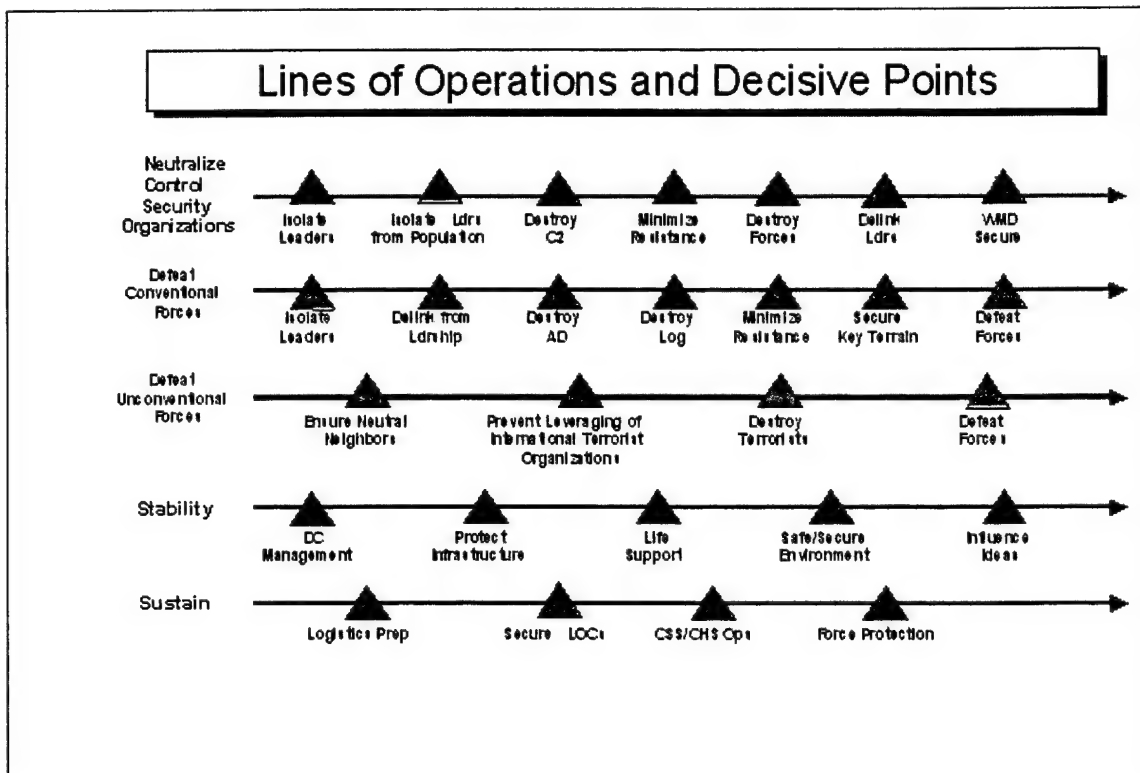 Lines of Operations and Decisive Points
Neutralize
Control
Security
Organizations
Isolate
Leaders
Isolate Ldrs
from Population
Destroy
C2
Minimize
Resistance
Destroy
Forces
Delink
Ldrs
WMD
Secure
Defeat
Conventional
Forces
Isolate
Leaders
Delink from
Ldrship
Destroy
AD
Destroy
Log
Minimize
Resistance
Secure
Key Terrain
Defeat
Forces
Defeat
Unconventional
Forces
Ensure Neutral
Neighbors
Prevent Leveraging of
International Terrorist
Organizations
Destroy
Terrorists
Defeat
Forces
Stability
DC
Management
Protect
Infrastructure
Life
Support
Safe/Secure
Environment
Influence
Ideas
Sustain
Logistics Prep
Secure LOCs
CSS/CHS Ops
Force Protection